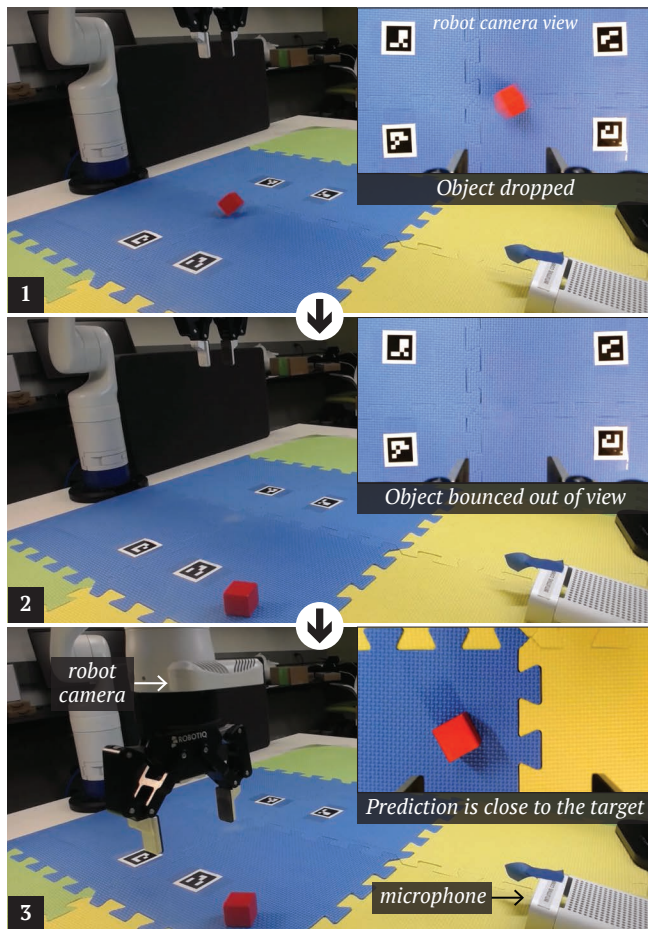 robot camera view
Object dropped
1
Object bounced out of view
2
robot
camera
ROBOTIQ
Prediction is close to the target
microphone
3